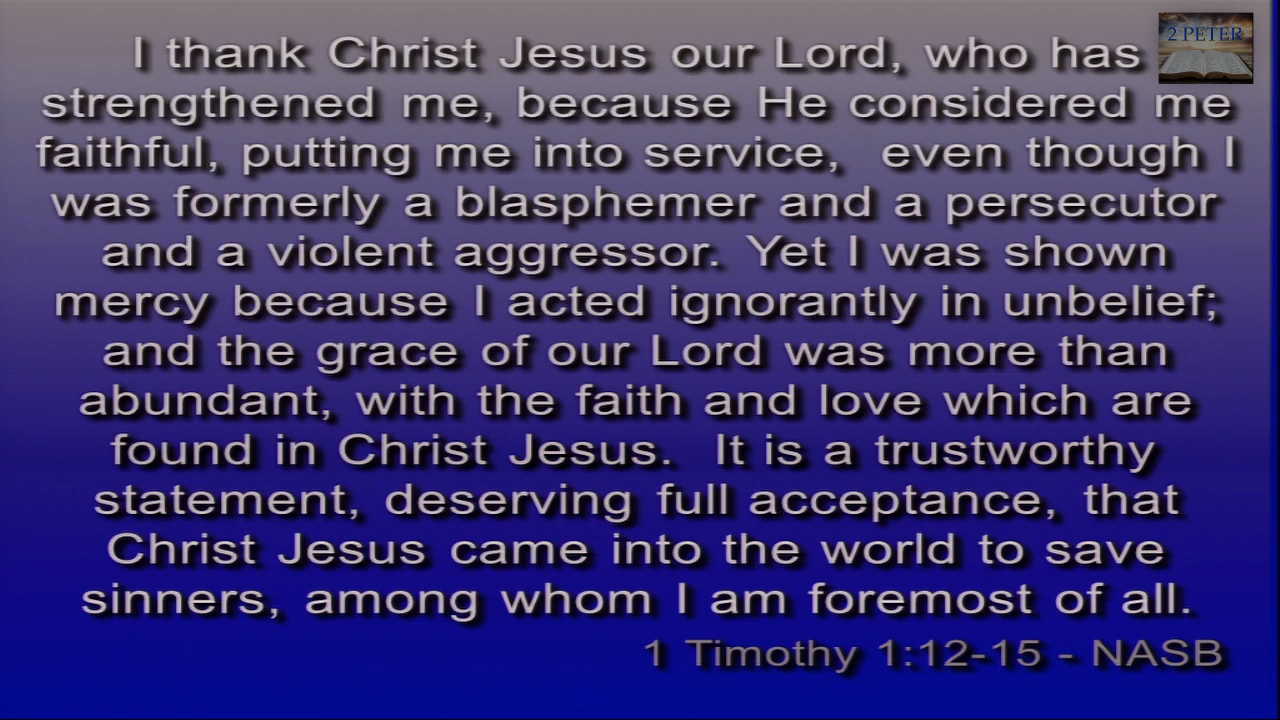 I thank Christ Jesus our Lord, who has
strengthened me, because He considered me
faithful, putting me into service, even though I
was formerly a blasphemer and a persecutor
and a violent aggressor. Yet I was shown
mercy because I acted ignorantly in unbelief;
and the grace of our Lord was more than
abundant, with the faith and love which are
found in Christ Jesus. It is a trustworthy
statement, deserving full acceptance, that
Christ Jesus came into the world to save
sinners, among whom I am foremost of all.
1 Timothy 1:12-15 - NASB
2 PETER